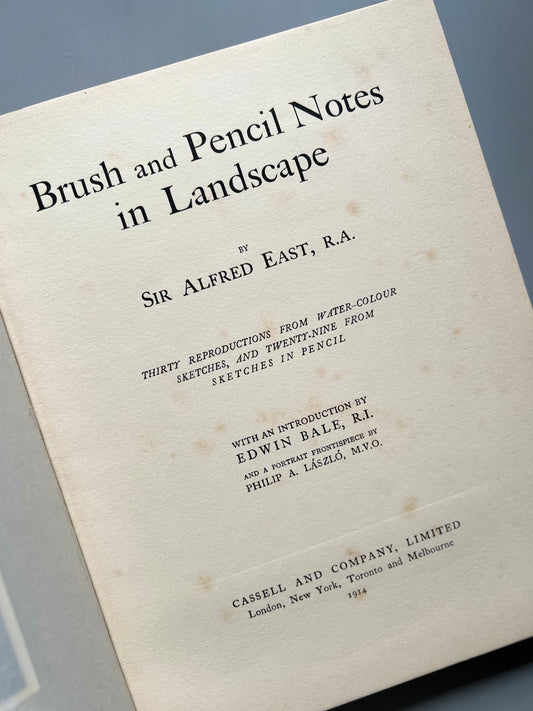 Brush and Pencil Notes
in Landscape
BY
SIR ALFRED EAST, R.A.
THIRTY REPRODUCTIONS FROM WATER-COLOUR
SKETCHES, AND TWENTY-NINE FROM
SKETCHES IN PENCIL
WITH AN INTRODUCTION BY
EDWIN BALE, R.I.
AND A PORTRAIT FRONTISPIECE BY
PHILIP A. LÁSZLÓ, M.V.O.
CASSELL AND COMPANY, LIMITED
London, New York, Toronto and Melbourne
1914